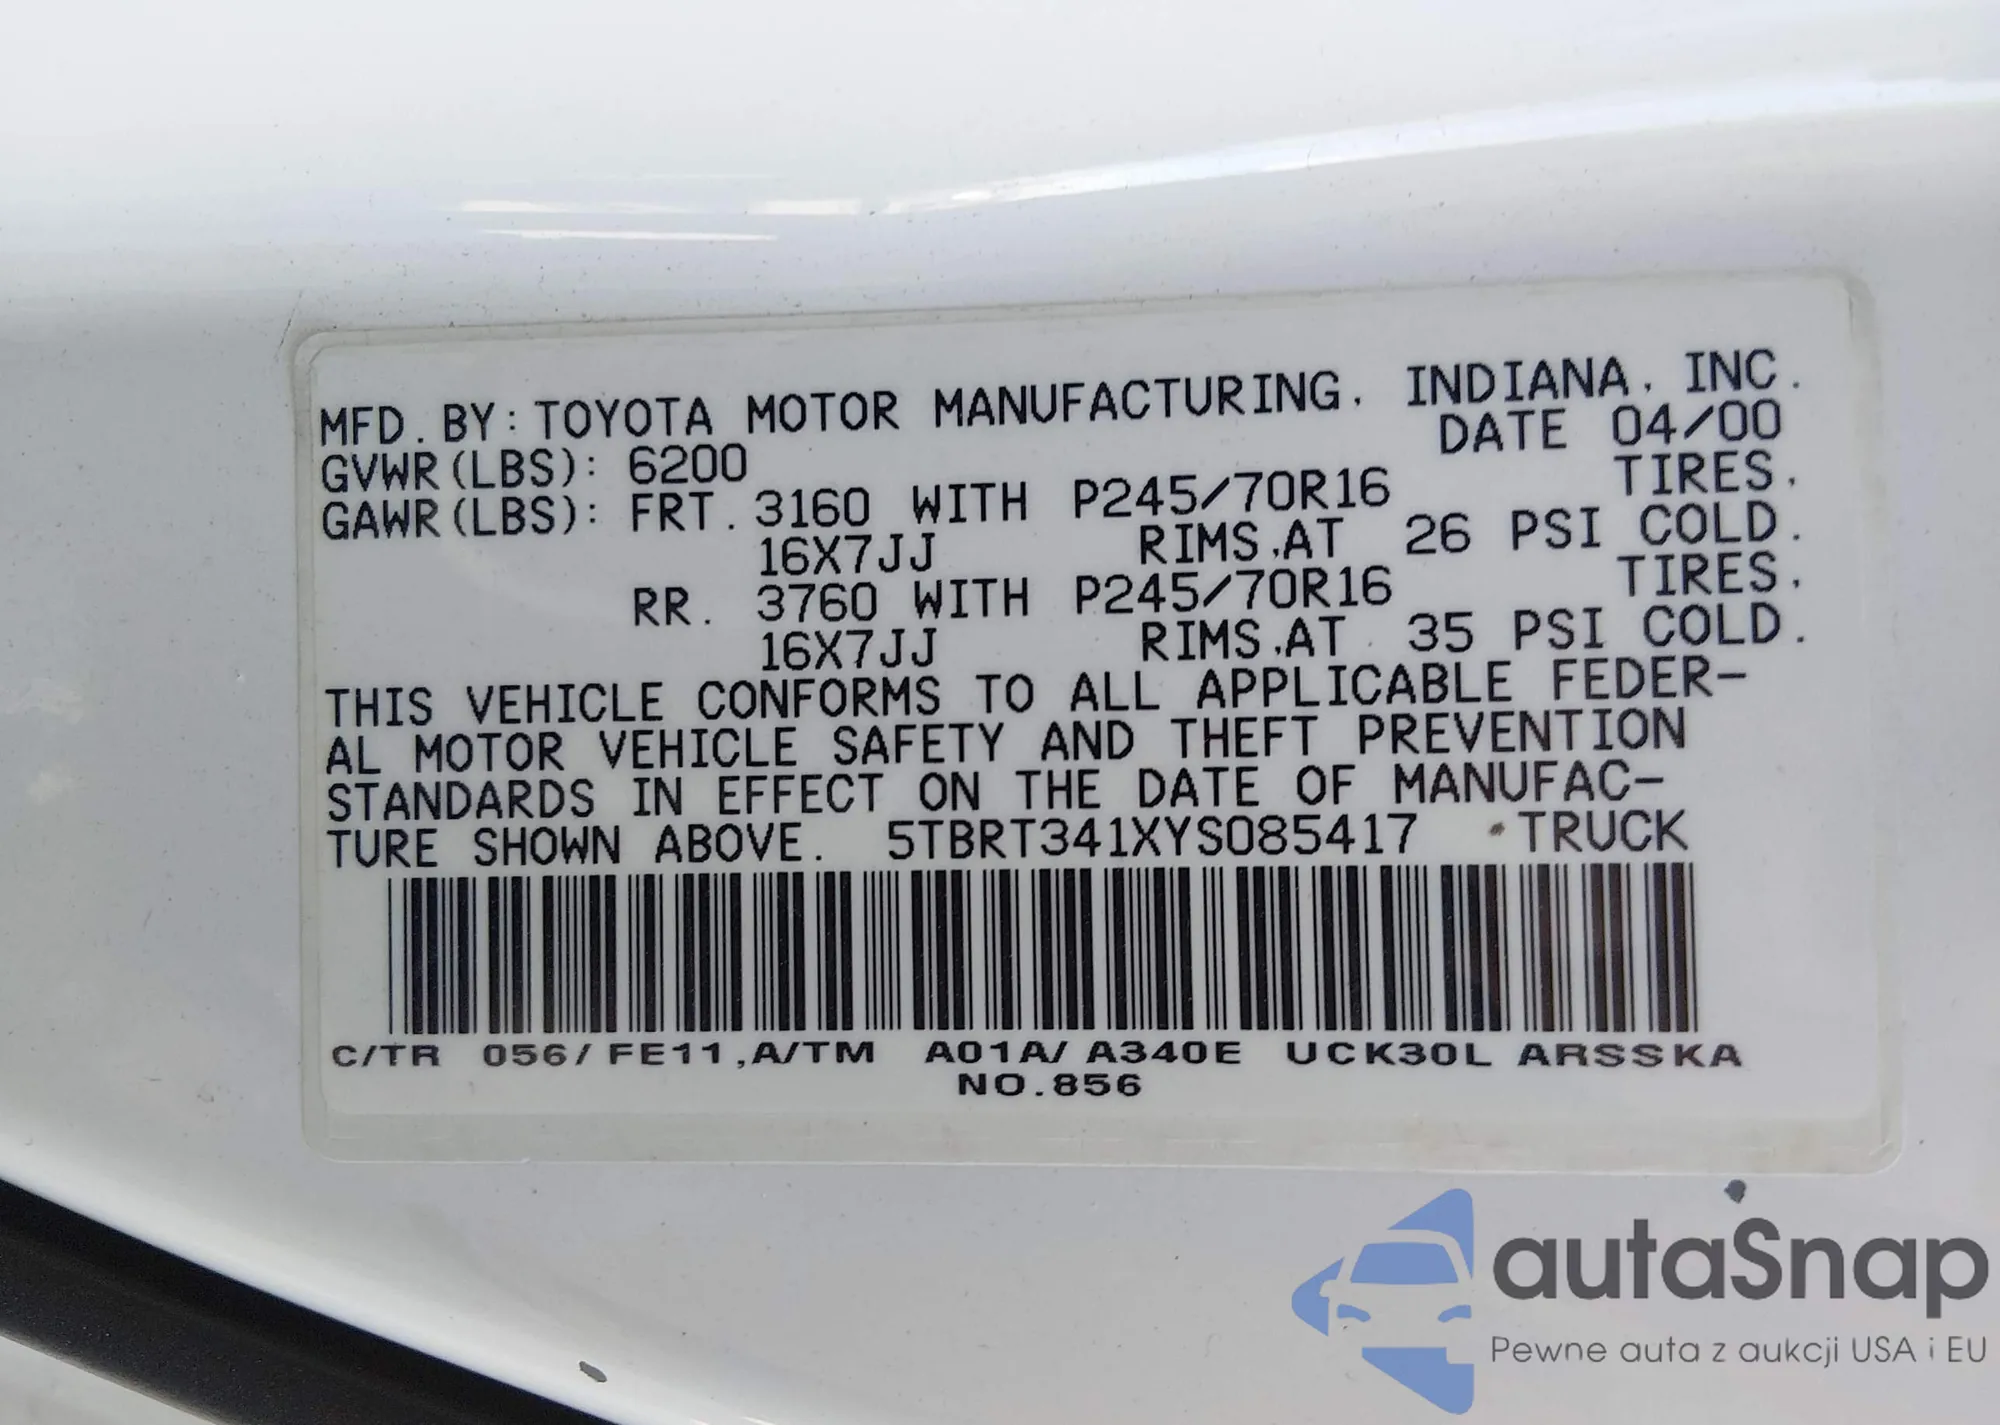 MFD. BY: TOYOTA MOTOR MANUFACTURING, INDIANA, INC.
DATE 04/00
GVWR(LBS): 6200
GAWR(LBS): FRT. 3160 WITH P245/70R16 TIRES,
16X7JJ RIMS,AT 26 PSI COLD.
RR. 3760 WITH P245/70R16 TIRES,
16X7JJ RIMS,AT 35 PSI COLD.
THIS VEHICLE CONFORMS TO ALL APPLICABLE FEDER-
AL MOTOR VEHICLE SAFETY AND THEFT PREVENTION
STANDARDS IN EFFECT ON THE DATE OF MANUFAC-
TURE SHOWN ABOVE. 5TBRT341XYS085417 TRUCK
C/TR 056/FE11,A/TM A01A/A340E UCK30L ARSSKA
NO.856
autaSnap
Pewne auta z aukcji USA i EU